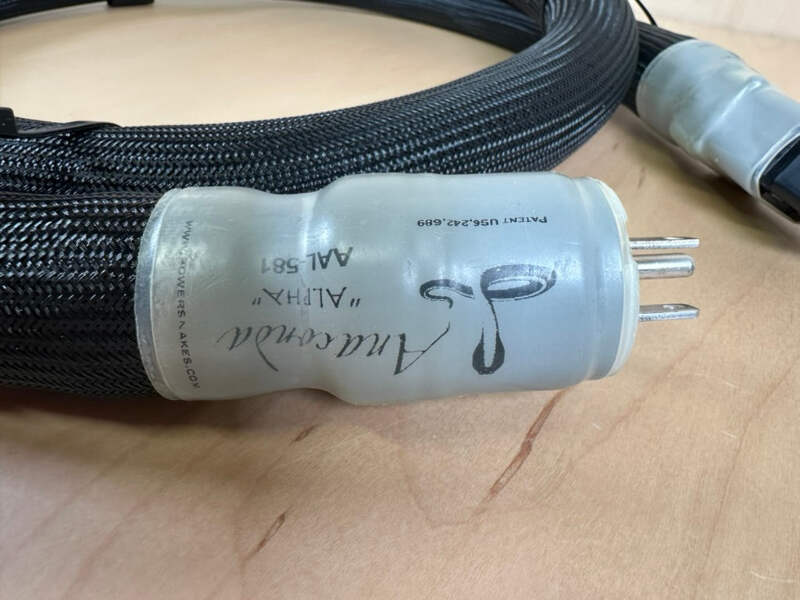 Anaconda
"ALPHA"
AAL-581
PATENT US6,242,689
WWW.POWERSNAKES.COM